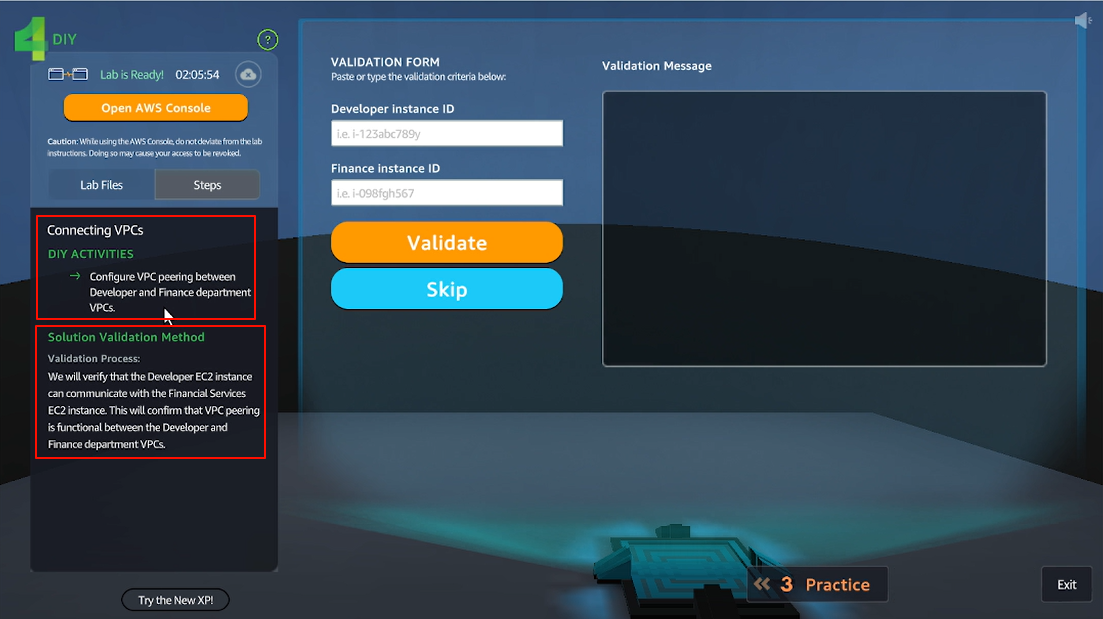 4 DIY
?
Lab is Ready! 02:05:54
Open AWS Console
Caution: While using the AWS Console, do not deviate from the lab
instructions. Doing so may cause your access to be revoked.
Lab Files
Steps
Connecting VPCs
DIY ACTIVITIES
→ Configure VPC peering between
Developer and Finance department
VPCs.
Solution Validation Method
Validation Process:
We will verify that the Developer EC2 instance
can communicate with the Financial Services
EC2 instance. This will confirm that VPC peering
is functional between the Developer and
Finance department VPCs.
Try the New XP!
VALIDATION FORM
Paste or type the validation criteria below:
Developer instance ID
i.e. i-123abc789y
Finance instance ID
i.e. i-098fgh567
Validate
Skip
Validation Message
3 Practice
Exit